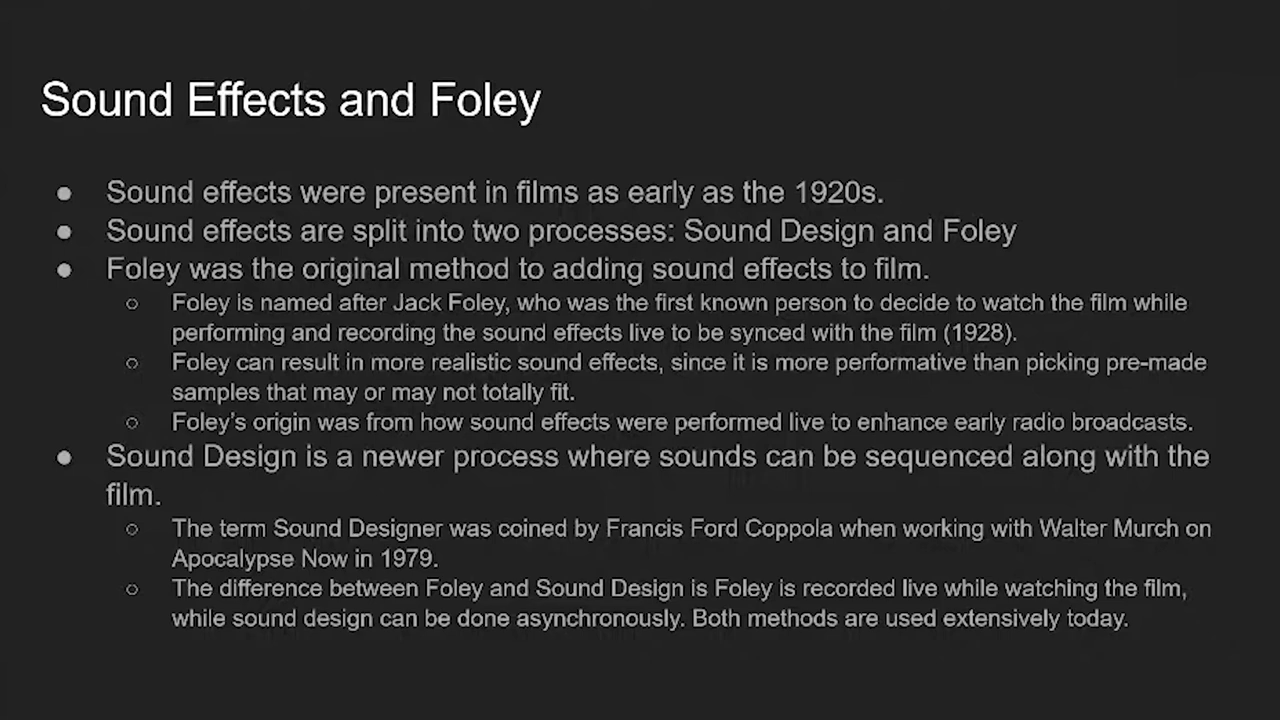 Sound Effects and Foley
● Sound effects were present in films as early as the 1920s.
● Sound effects are split into two processes: Sound Design and Foley
● Foley was the original method to adding sound effects to film.
○ Foley is named after Jack Foley, who was the first known person to decide to watch the film while
performing and recording the sound effects live to be synced with the film (1928).
○ Foley can result in more realistic sound effects, since it is more performative than picking pre-made
samples that may or may not totally fit.
○ Foley's origin was from how sound effects were performed live to enhance early radio broadcasts.
● Sound Design is a newer process where sounds can be sequenced along with the
film.
○ The term Sound Designer was coined by Francis Ford Coppola when working with Walter Murch on
Apocalypse Now in 1979.
○ The difference between Foley and Sound Design is Foley is recorded live while watching the film,
while sound design can be done asynchronously. Both methods are used extensively today.